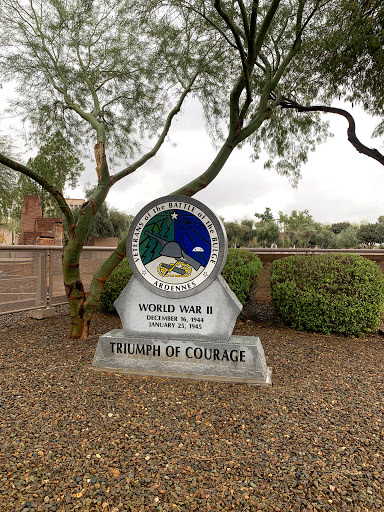 VETERANS of the BATTLE of the BULGE
ARDENNES
WORLD WAR II
DECEMBER 16, 1944
JANUARY 25, 1945
TRIUMPH OF COURAGE